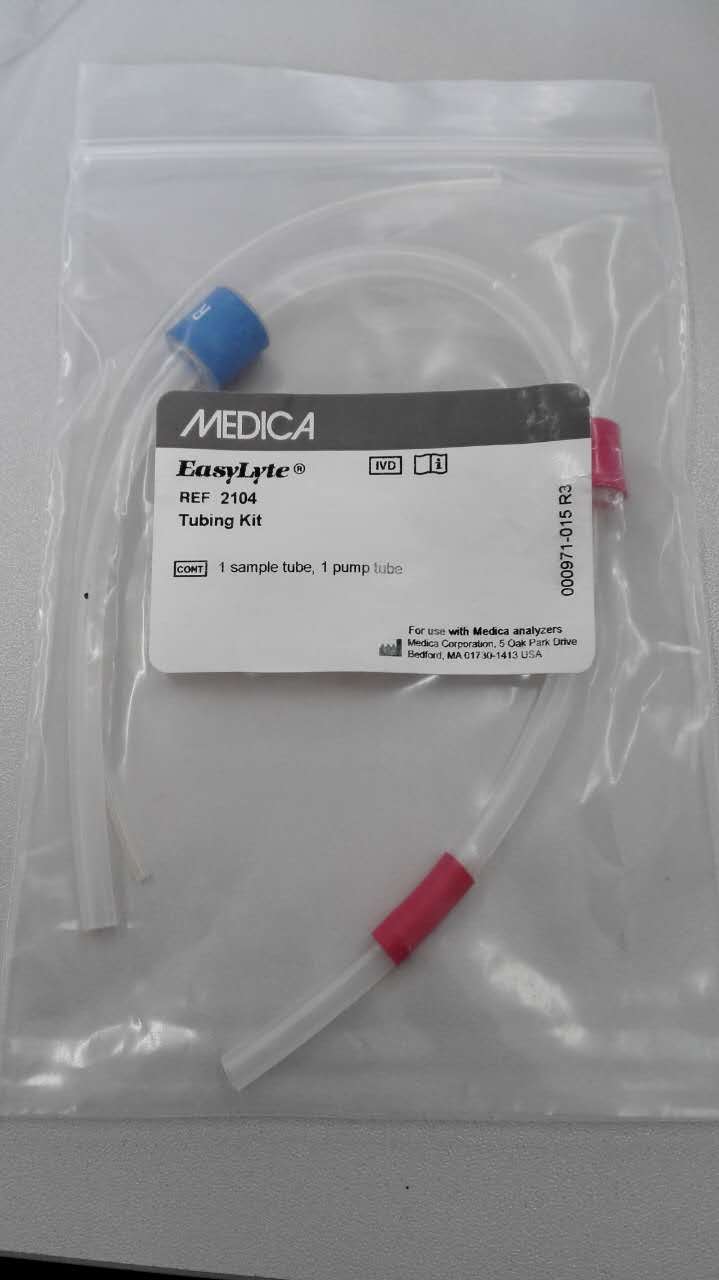 R
MEDICA
EasyLyte®
IVD
i
REF 2104
Tubing Kit
CONT 1 sample tube, 1 pump tube
000971-015 R3
For use with Medica analyzers
Medica Corporation, 5 Oak Park Drive
Bedford, MA 01730-1413 USA